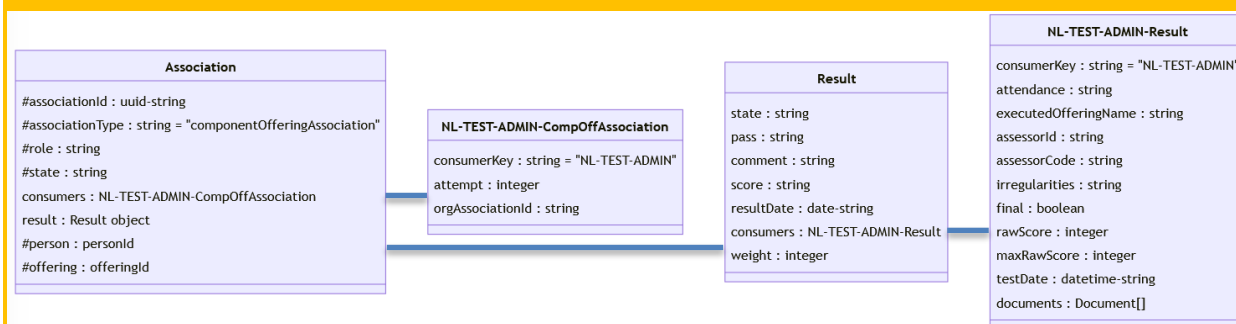 Association
#associationId : uuid-string
#associationType : string = "componentOfferingAssociation"
#role : string
#state : string
consumers : NL-TEST-ADMIN-CompOffAssociation
result : Result object
#person : personId
#offering : offeringId
NL-TEST-ADMIN-CompOffAssociation
consumerKey : string = "NL-TEST-ADMIN"
attempt : integer
orgAssociationId : string
Result
state : string
pass : string
comment : string
score : string
resultDate : date-string
consumers : NL-TEST-ADMIN-Result
weight : integer
NL-TEST-ADMIN-Result
consumerKey : string = "NL-TEST-ADMIN"
attendance : string
executedOfferingName : string
assessorId : string
assessorCode : string
irregularities : string
final : boolean
rawScore : integer
maxRawScore : integer
testDate : datetime-string
documents : Document[]